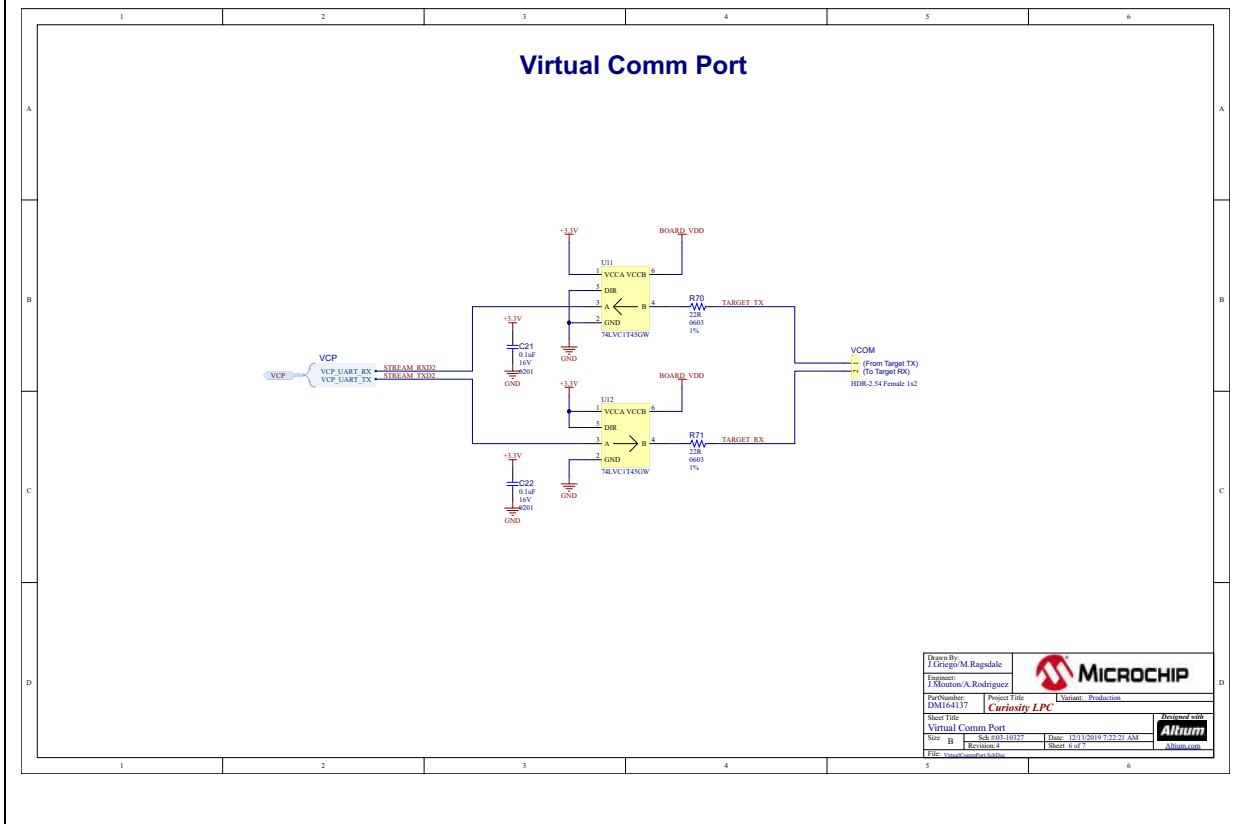 1 2 3 4 5 6
Virtual Comm Port
A A
B B
C C
D D
+3.3V BOARD_VDD
U11
1 VCCA VCCB 6
5 DIR
3 A B 4
2 GND
74LVC1T45GW
GND
R70
22R
0603
1%
TARGET_TX
+3.3V
C21
0.1uF
16V
0201
GND
VCP
VCP
VCP_UART_RX STREAM_RXD2
VCP_UART_TX STREAM_TXD2
VCOM
1 (From Target TX)
2 (To Target RX)
HDR-2.54 Female 1x2
+3.3V BOARD_VDD
U12
1 VCCA VCCB 6
5 DIR
3 A B 4
2 GND
74LVC1T45GW
GND
R71
22R
0603
1%
TARGET_RX
+3.3V
C22
0.1uF
16V
0201
GND
Drawn By:
J.Griego/M.Ragsdale
Engineer:
J.Mouton/A.Rodriguez
MICROCHIP
PartNumber:
DM164137
Project Title
Curiosity LPC
Variant: Production
Sheet Title
Virtual Comm Port
Designed with
Altium
Altium.com
Size B
Sch #:03-10327
Date: 12/11/2019 7:22:21 AM
Revision:4
Sheet 6 of 7
File: VirtualCommPort.SchDoc
1 2 3 4 5 6